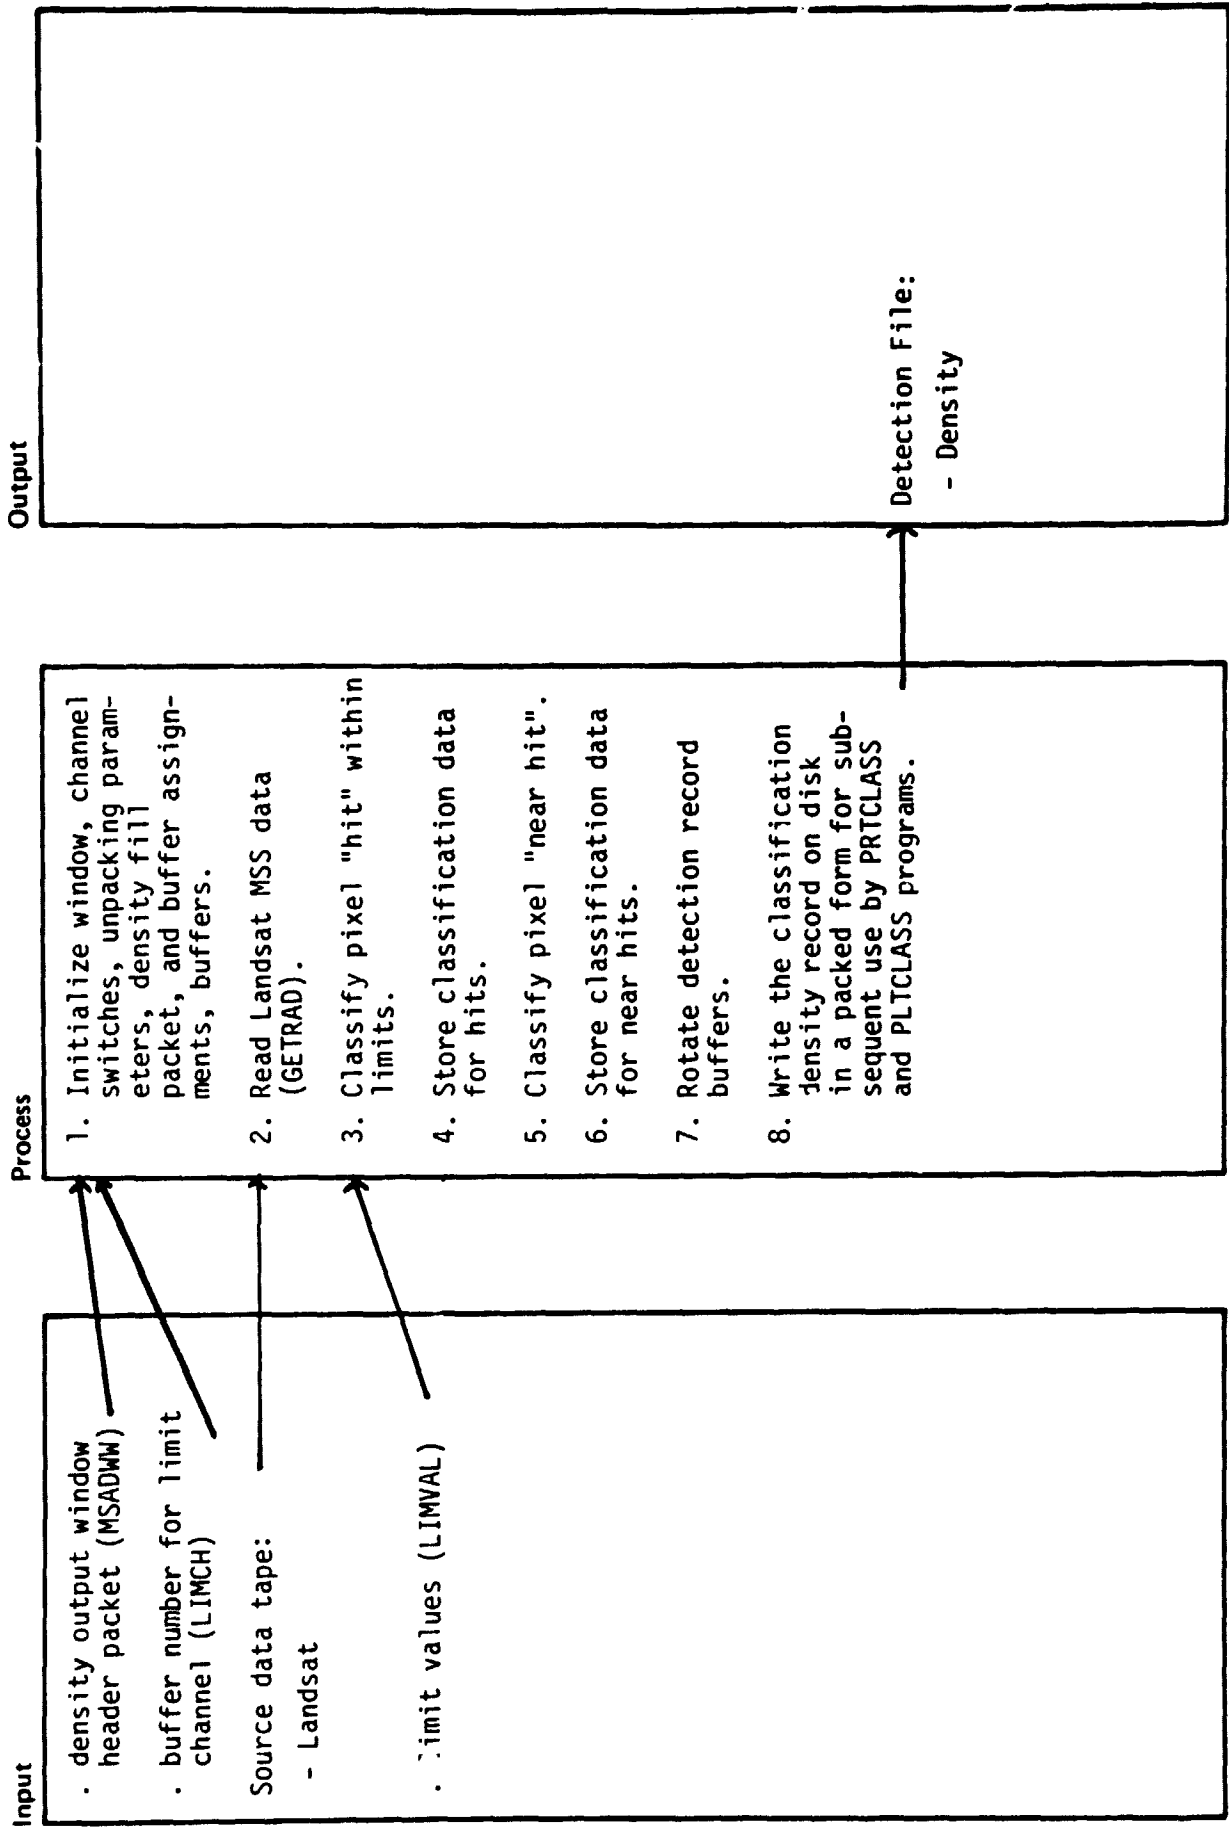 Input
. density output window
header packet (MSADWW)
. buffer number for limit
channel (LIMCH)
Source data tape:
- Landsat
. limit values (LIMVAL)
Process
1. Initialize window, channel
switches, unpacking param-
eters, density fill
packet, and buffer assign-
ments, buffers.
2. Read Landsat MSS data
(GETRAD).
3. Classify pixel "hit" within
limits.
4. Store classification data
for hits.
5. Classify pixel "near hit".
6. Store classification data
for near hits.
7. Rotate detection record
buffers.
8. Write the classification
density record on disk
in a packed form for sub-
sequent use by PRTCLASS
and PLTCLASS programs.
Output
Detection File:
- Density